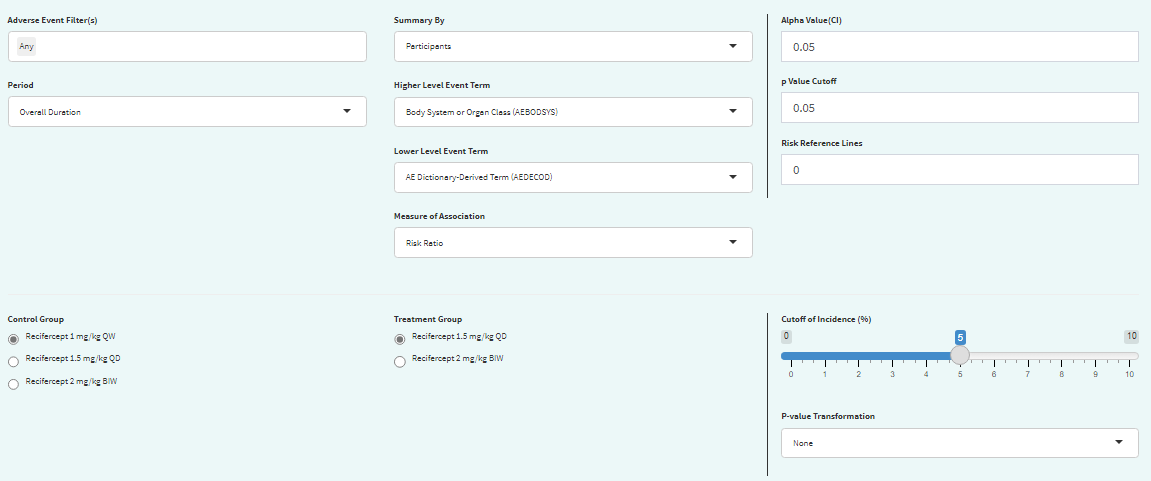 Adverse Event Filter(s)
Any
Period
Overall Duration
Summary By
Participants
Higher Level Event Term
Body System or Organ Class (AEBODSYS)
Lower Level Event Term
AE Dictionary-Derived Term (AEDECOD)
Measure of Association
Risk Ratio
Alpha Value(CI)
0.05
p Value Cutoff
0.05
Risk Reference Lines
0
Control Group
Recifercept 1 mg/kg QW
Recifercept 1.5 mg/kg QD
Recifercept 2 mg/kg BIW
Treatment Group
Recifercept 1.5 mg/kg QD
Recifercept 2 mg/kg BIW
Cutoff of Incidence (%)
0 5 10
0 1 2 3 4 5 6 7 8 9 10
P-value Transformation
None